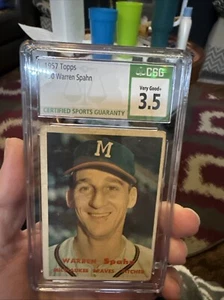 1957 Topps
Warren Spahn
CERTIFIED SPORTS GUARANTY
CSG
Very Good+
3.5
M
WARREN Spahn
MILWAUKEE BRAVES PITCHER